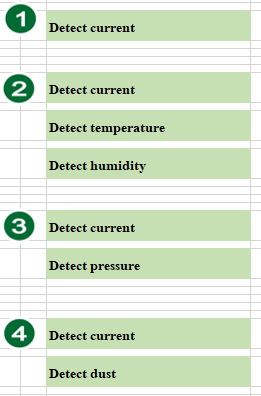 1
Detect current
2
Detect current
Detect temperature
Detect humidity
3
Detect current
Detect pressure
4
Detect current
Detect dust